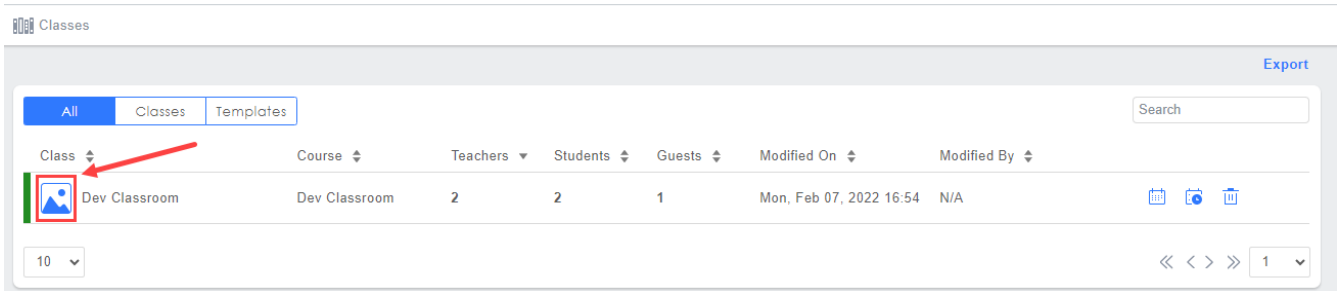 Classes
Export
All Classes Templates Search
Class Course Teachers Students Guests Modified On Modified By
Dev Classroom Dev Classroom 2 2 1 Mon, Feb 07, 2022 16:54 N/A
10 1